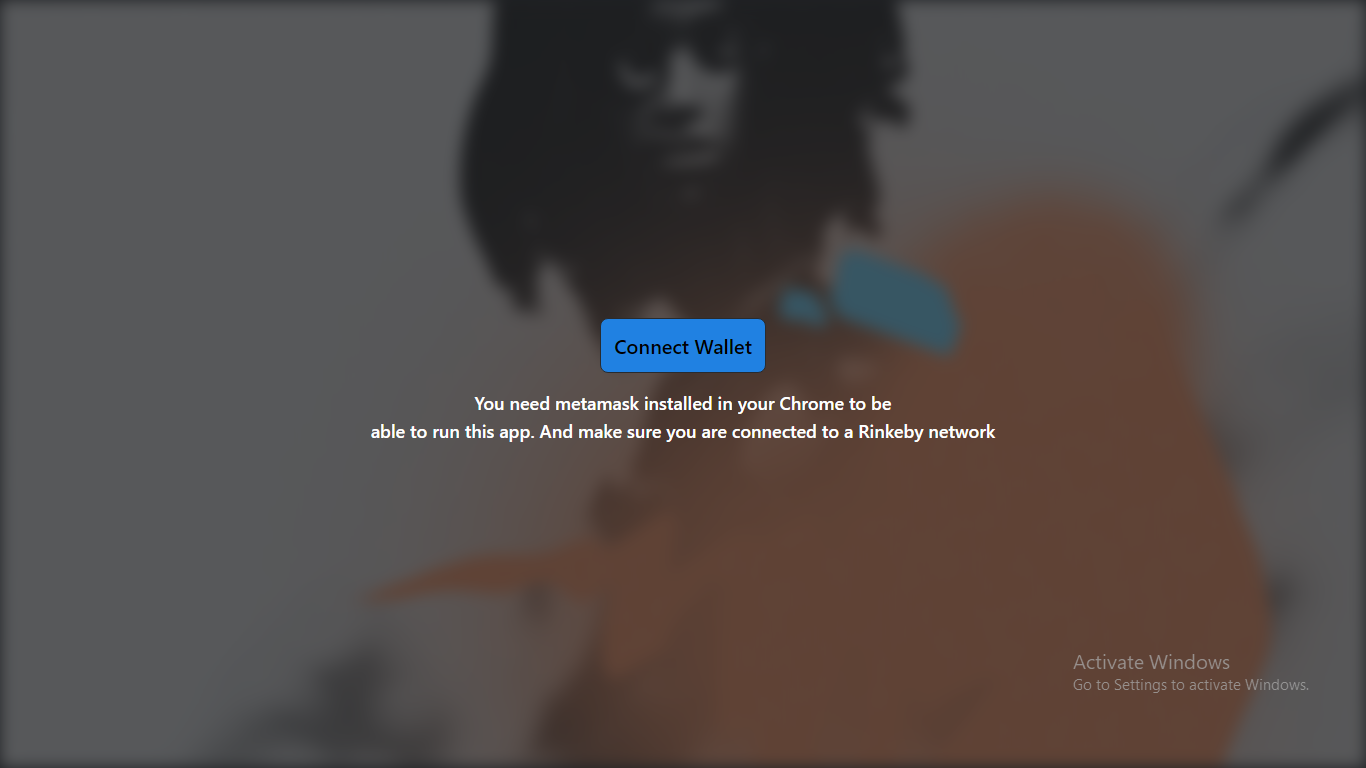 Connect Wallet
You need metamask installed in your Chrome to be
able to run this app. And make sure you are connected to a Rinkeby network
Activate Windows
Go to Settings to activate Windows.